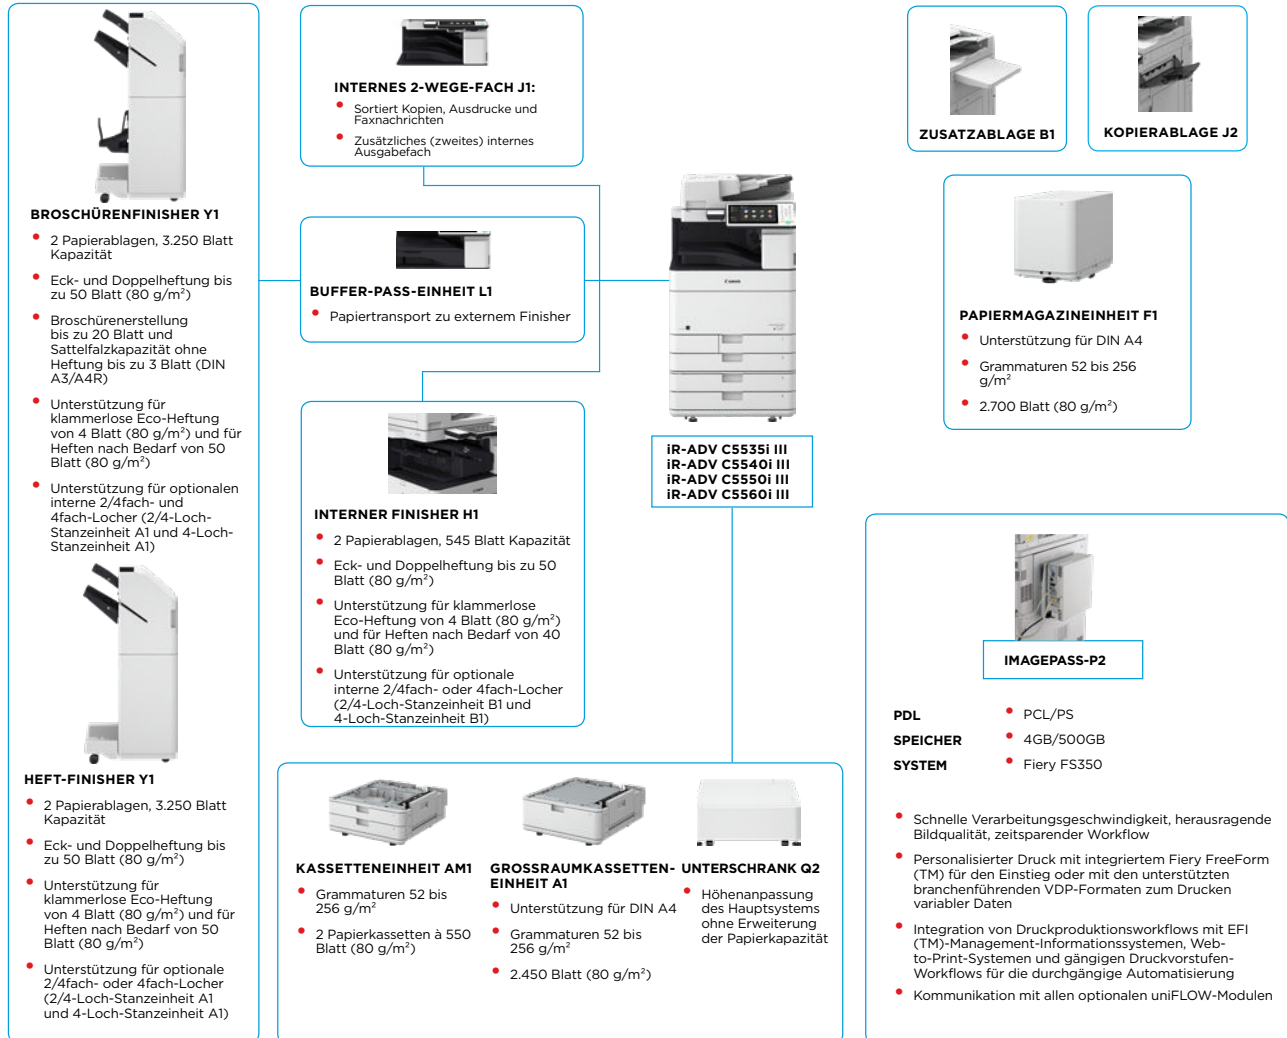 BROSCHÜRENFINISHER Y1
2 Papierablagen, 3.250 Blatt
Kapazität
Eck- und Doppelheftung bis
zu 50 Blatt (80 g/m²)
Broschürenerstellung
bis zu 20 Blatt und
Sattelfalzkapazität ohne
Heftung bis zu 3 Blatt (DIN
A3/A4R)
Unterstützung für
klammerlose Eco-Heftung
von 4 Blatt (80 g/m²) und für
Heften nach Bedarf von 50
Blatt (80 g/m²)
Unterstützung für optionalen
interne 2/4fach- und
4fach-Locher (2/4-Loch-
Stanzeinheit A1 und 4-Loch-
Stanzeinheit A1)
HEFT-FINISHER Y1
2 Papierablagen, 3.250 Blatt
Kapazität
Eck- und Doppelheftung bis
zu 50 Blatt (80 g/m²)
Unterstützung für
klammerlose Eco-Heftung
von 4 Blatt (80 g/m²) und für
Heften nach Bedarf von 50
Blatt (80 g/m²)
Unterstützung für optionale
2/4fach- oder 4fach-Locher
(2/4-Loch-Stanzeinheit A1
und 4-Loch-Stanzeinheit A1)
INTERNES 2-WEGE-FACH J1:
Sortiert Kopien, Ausdrucke und
Faxnachrichten
Zusätzliches (zweites) internes
Ausgabefach
BUFFER-PASS-EINHEIT L1
Papiertransport zu externem Finisher
INTERNER FINISHER H1
2 Papierablagen, 545 Blatt Kapazität
Eck- und Doppelheftung bis zu 50
Blatt (80 g/m²)
Unterstützung für klammerlose
Eco-Heftung von 4 Blatt (80 g/m²)
und für Heften nach Bedarf von 40
Blatt (80 g/m²)
Unterstützung für optionale
interne 2/4fach- oder 4fach-Locher
(2/4-Loch-Stanzeinheit B1 und
4-Loch-Stanzeinheit B1)
Canon
iR-ADV C5535i III
iR-ADV C5540i III
iR-ADV C5550i III
iR-ADV C5560i III
KASSETTENEINHEIT AM1
Grammaturen 52 bis
256 g/m²
2 Papierkassetten à 550
Blatt (80 g/m²)
GROSSRAUMKASSETTEN-
EINHEIT A1
Unterstützung für DIN A4
Grammaturen 52 bis
256 g/m²
2.450 Blatt (80 g/m²)
UNTERSCHRANK Q2
Höhenanpassung
des Hauptsystems
ohne Erweiterung
der Papierkapazität
ZUSATZABLAGE B1
KOPIERABLAGE J2
PAPIERMAGAZINEINHEIT F1
Unterstützung für DIN A4
Grammaturen 52 bis 256
g/m²
2.700 Blatt (80 g/m²)
IMAGEPASS-P2
PDL PCL/PS
SPEICHER 4GB/500GB
SYSTEM Fiery FS350
Schnelle Verarbeitungsgeschwindigkeit, herausragende
Bildqualität, zeitsparender Workflow
Personalisierter Druck mit integriertem Fiery FreeForm
(TM) für den Einstieg oder mit den unterstützten
branchenführenden VDP-Formaten zum Drucken
variabler Daten
Integration von Druckproduktionsworkflows mit EFI
(TM)-Management-Informationssystemen, Web-
to-Print-Systemen und gängigen Druckvorstufen-
Workflows für die durchgängige Automatisierung
Kommunikation mit allen optionalen uniFLOW-Modulen